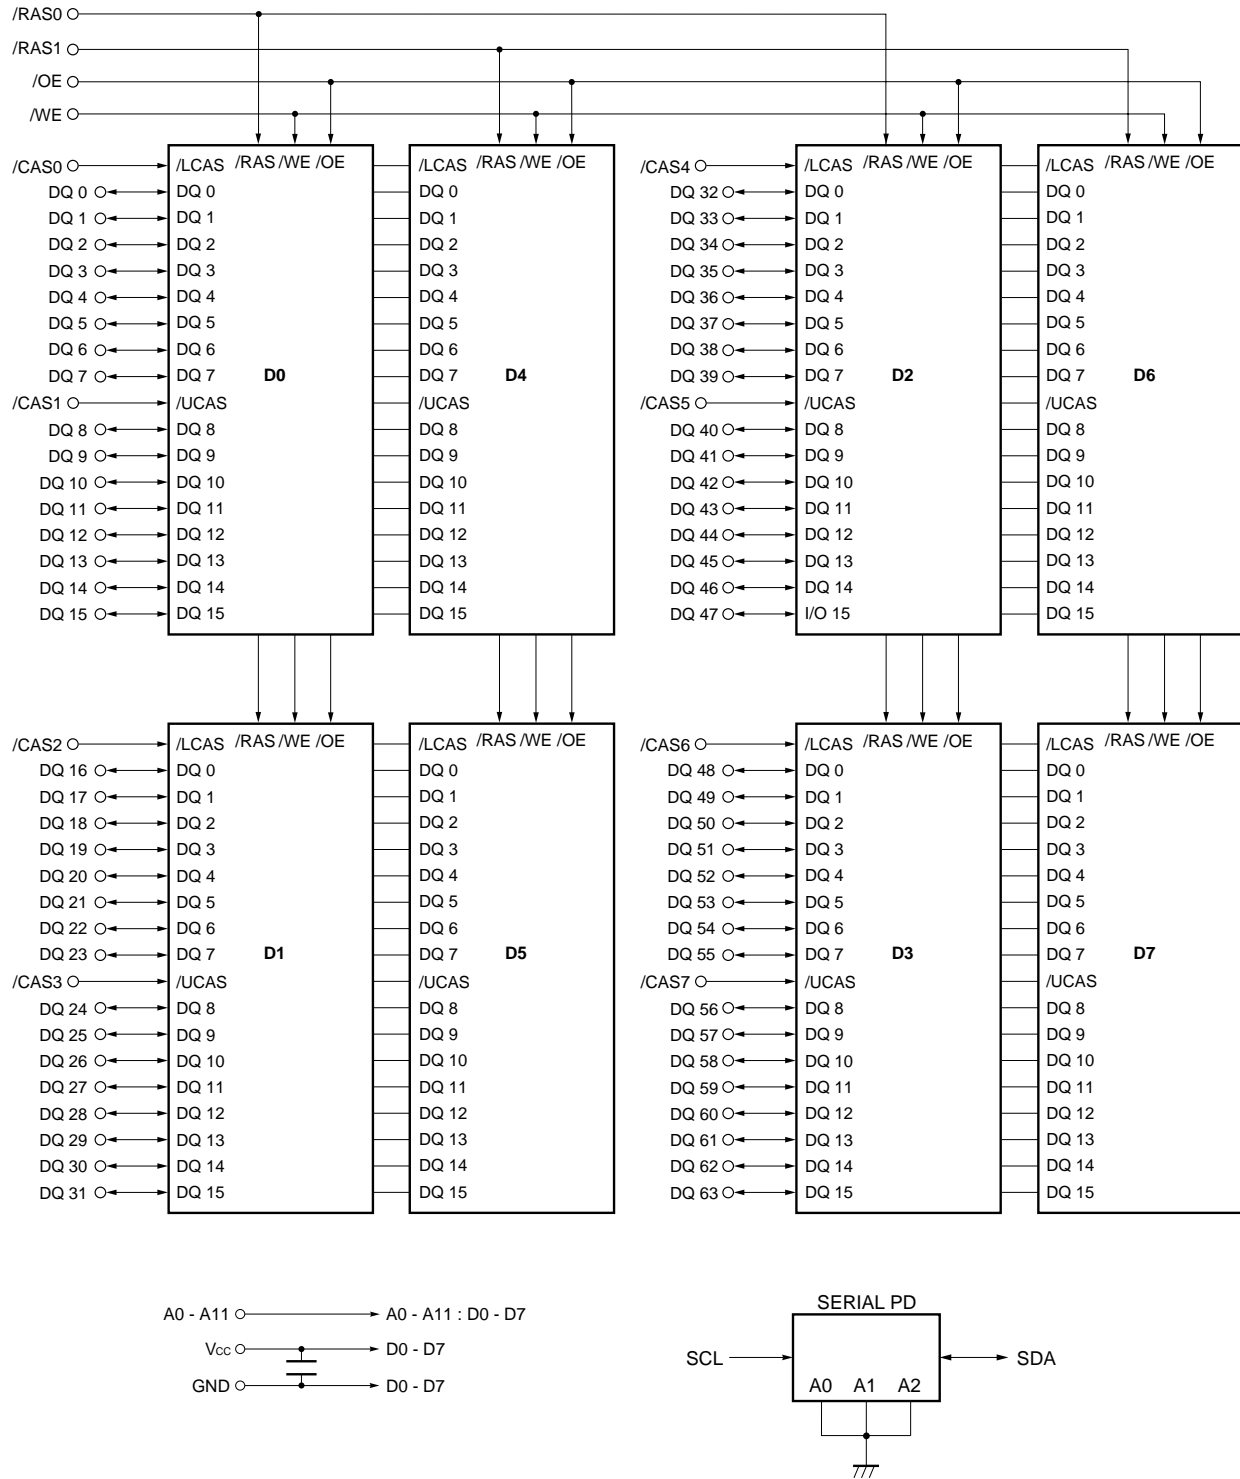 /RAS0
/RAS1
/OE
/WE
/CAS0 /LCAS /RAS /WE /OE /LCAS /RAS /WE /OE /CAS4 /LCAS /RAS /WE /OE /LCAS /RAS /WE /OE
DQ 0 DQ 0 DQ 0 DQ 32 DQ 0 DQ 0
DQ 1 DQ 1 DQ 1 DQ 33 DQ 1 DQ 1
DQ 2 DQ 2 DQ 2 DQ 34 DQ 2 DQ 2
DQ 3 DQ 3 DQ 3 DQ 35 DQ 3 DQ 3
DQ 4 DQ 4 DQ 4 DQ 36 DQ 4 DQ 4
DQ 5 DQ 5 DQ 5 DQ 37 DQ 5 DQ 5
DQ 6 DQ 6 DQ 6 DQ 38 DQ 6 DQ 6
DQ 7 DQ 7 D0 DQ 7 D4 DQ 39 DQ 7 D2 DQ 7 D6
/CAS1 /UCAS /UCAS /CAS5 /UCAS /UCAS
DQ 8 DQ 8 DQ 8 DQ 40 DQ 8 DQ 8
DQ 9 DQ 9 DQ 9 DQ 41 DQ 9 DQ 9
DQ 10 DQ 10 DQ 10 DQ 42 DQ 10 DQ 10
DQ 11 DQ 11 DQ 11 DQ 43 DQ 11 DQ 11
DQ 12 DQ 12 DQ 12 DQ 44 DQ 12 DQ 12
DQ 13 DQ 13 DQ 13 DQ 45 DQ 13 DQ 13
DQ 14 DQ 14 DQ 14 DQ 46 DQ 14 DQ 14
DQ 15 DQ 15 DQ 15 DQ 47 I/O 15 DQ 15
/CAS2 /LCAS /RAS /WE /OE /LCAS /RAS /WE /OE /CAS6 /LCAS /RAS /WE /OE /LCAS /RAS /WE /OE
DQ 16 DQ 0 DQ 0 DQ 48 DQ 0 DQ 0
DQ 17 DQ 1 DQ 1 DQ 49 DQ 1 DQ 1
DQ 18 DQ 2 DQ 2 DQ 50 DQ 2 DQ 2
DQ 19 DQ 3 DQ 3 DQ 51 DQ 3 DQ 3
DQ 20 DQ 4 DQ 4 DQ 52 DQ 4 DQ 4
DQ 21 DQ 5 DQ 5 DQ 53 DQ 5 DQ 5
DQ 22 DQ 6 DQ 6 DQ 54 DQ 6 DQ 6
DQ 23 DQ 7 D1 DQ 7 D5 DQ 55 DQ 7 D3 DQ 7 D7
/CAS3 /UCAS /UCAS /CAS7 /UCAS /UCAS
DQ 24 DQ 8 DQ 8 DQ 56 DQ 8 DQ 8
DQ 25 DQ 9 DQ 9 DQ 57 DQ 9 DQ 9
DQ 26 DQ 10 DQ 10 DQ 58 DQ 10 DQ 10
DQ 27 DQ 11 DQ 11 DQ 59 DQ 11 DQ 11
DQ 28 DQ 12 DQ 12 DQ 60 DQ 12 DQ 12
DQ 29 DQ 13 DQ 13 DQ 61 DQ 13 DQ 13
DQ 30 DQ 14 DQ 14 DQ 62 DQ 14 DQ 14
DQ 31 DQ 15 DQ 15 DQ 63 DQ 15 DQ 15
A0 - A11 A0 - A11 : D0 - D7
Vcc D0 - D7
GND D0 - D7
SERIAL PD
SCL SDA
A0 A1 A2